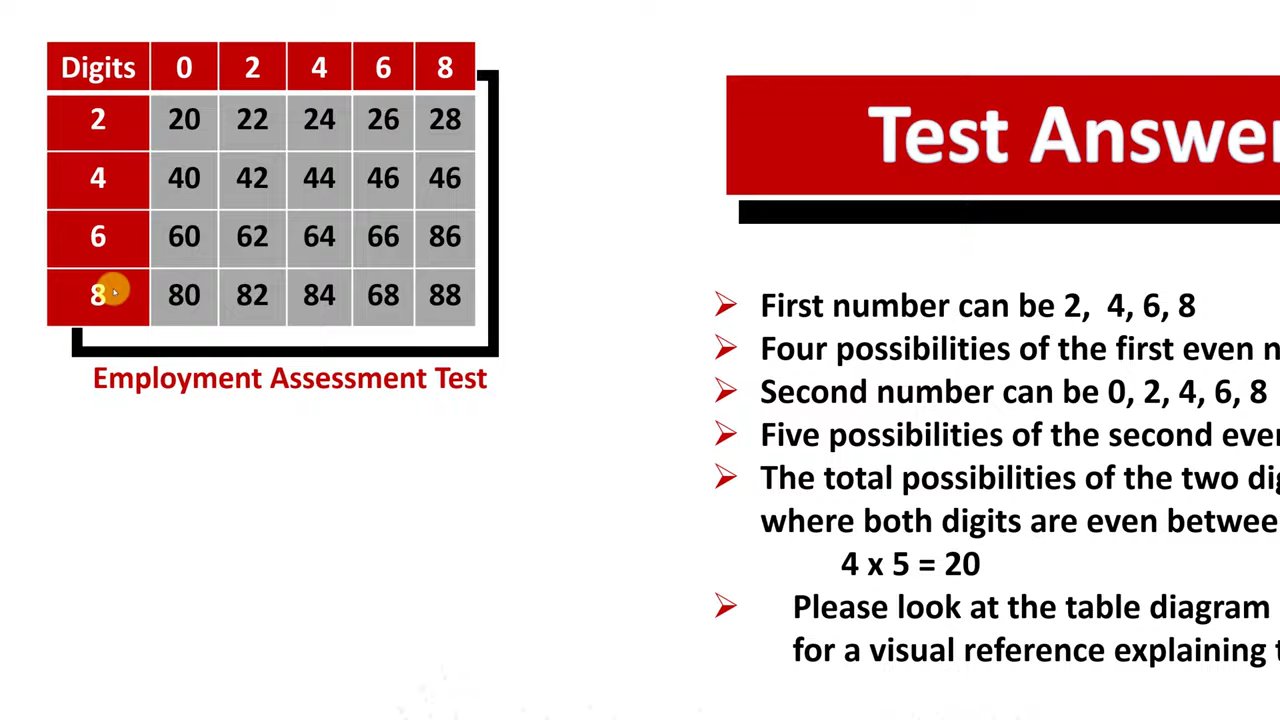 Digits 0 2 4 6 8
2 20 22 24 26 28
4 40 42 44 46 46
6 60 62 64 66 86
8 80 82 84 68 88
Employment Assessment Test
Test Answe
First number can be 2, 4, 6, 8
Four possibilities of the first even n
Second number can be 0, 2, 4, 6, 8
Five possibilities of the second eve
The total possibilities of the two di
where both digits are even betwee
4 x 5 = 20
Please look at the table diagram
for a visual reference explaining t